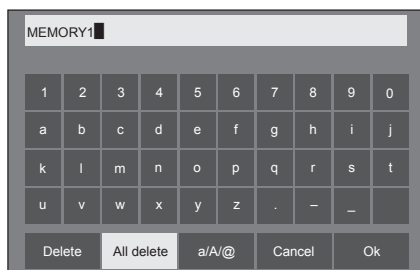 MEMORY1
1 2 3 4 5 6 7 8 9 0
a b c d e f g h i j
k l m n o p q r s t
u v w x y z . – _
Delete All delete a/A/@ Cancel Ok